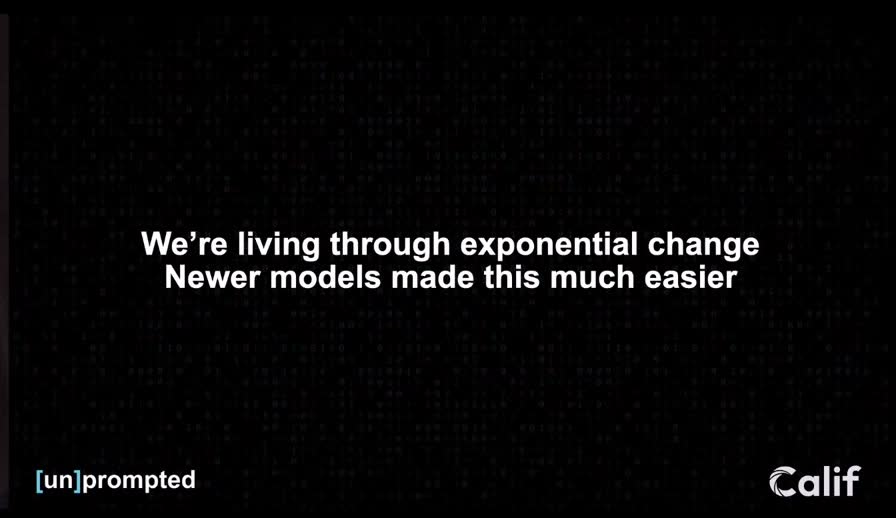 We’re living through exponential change
Newer models made this much easier
[un]prompted
Calif